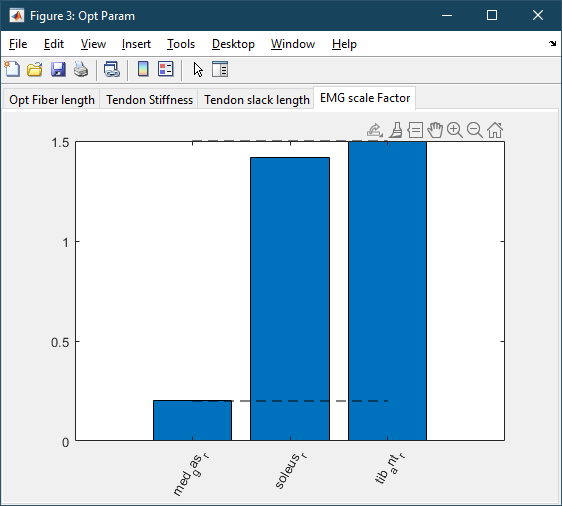 Figure 3: Opt Param
File Edit View Insert Tools Desktop Window Help
Opt Fiber length Tendon Stiffness Tendon slack length EMG scale Factor
1.5
1
0.5
0
med_gas_r soleus_r tib_ant_r